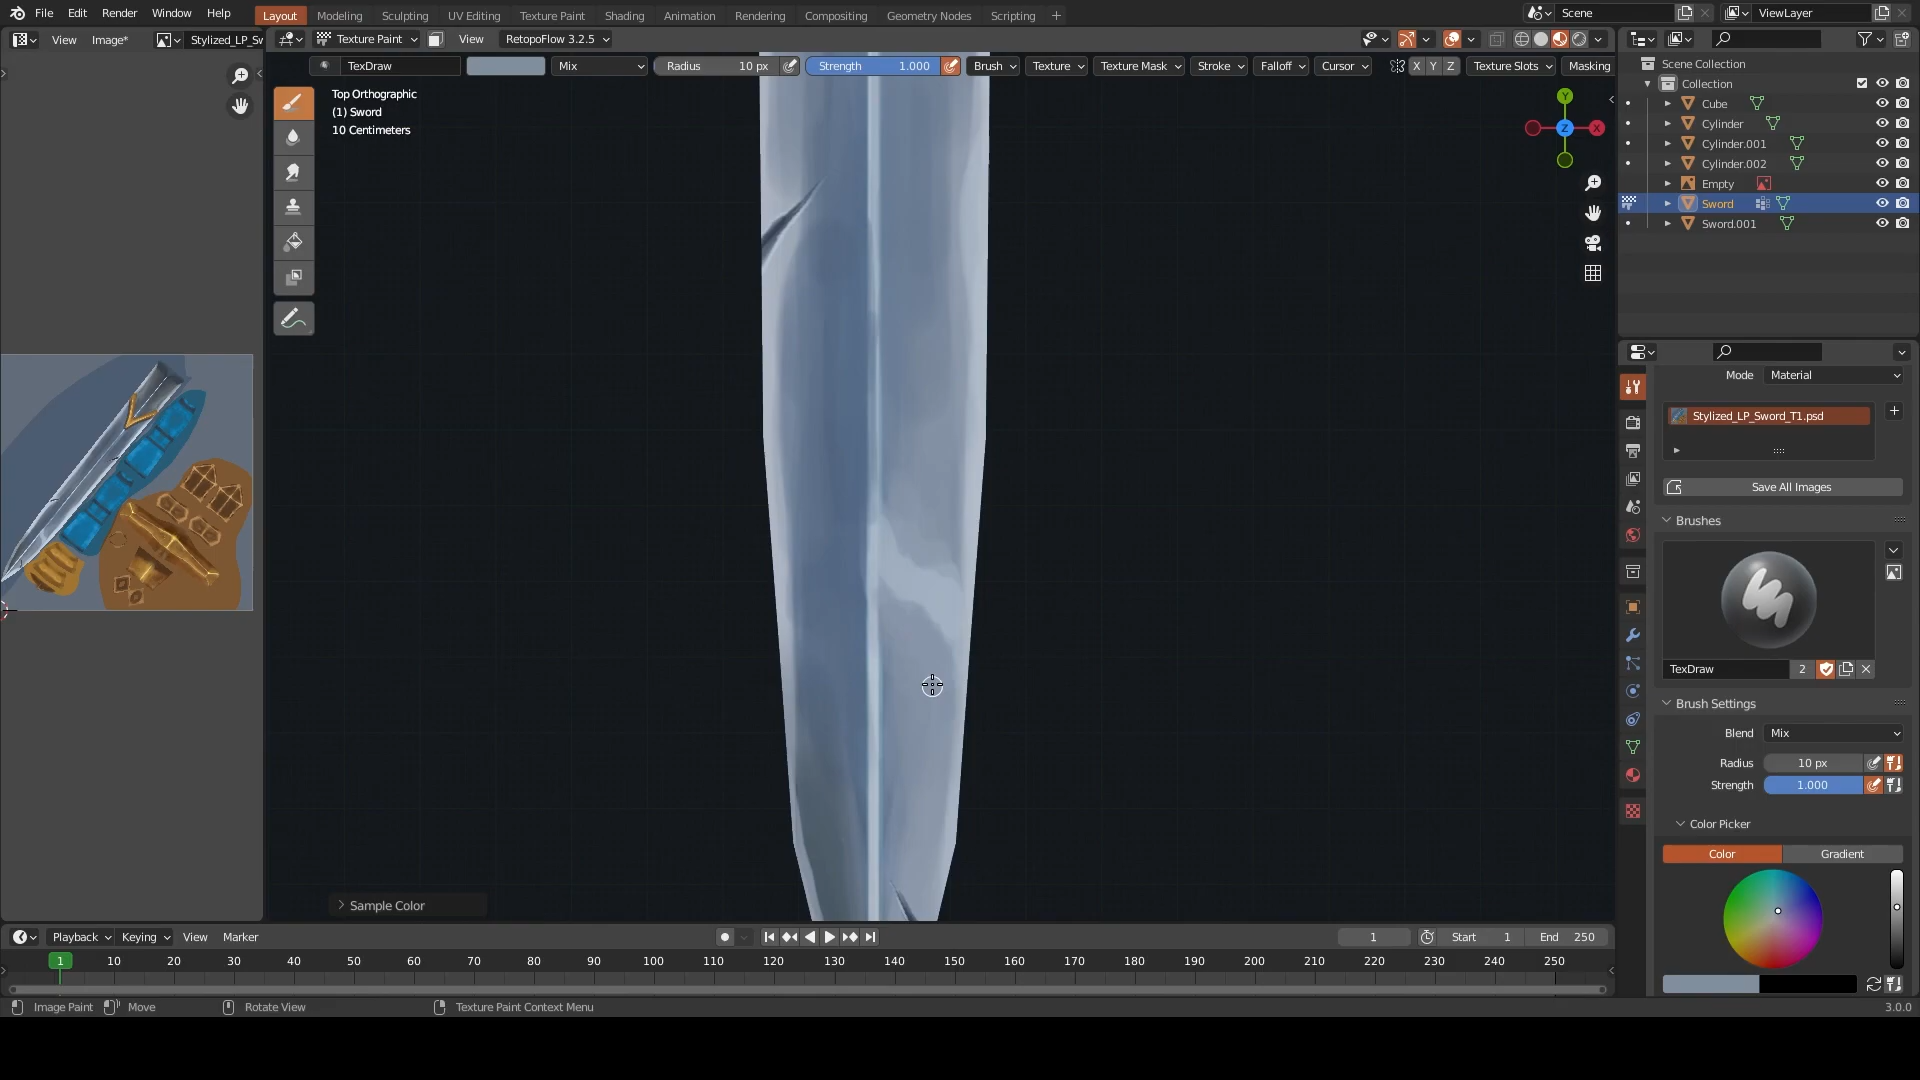 File Edit Render Window Help Layout Modeling Sculpting UV Editing Texture Paint Shading Animation Rendering Compositing Geometry Nodes Scripting + Scene ViewLayer
View Image* Stylized_LP_Sw Texture Paint View RetopoFlow 3.2.5
TexDraw Mix Radius 10 px Strength 1.000 Brush Texture Texture Mask Stroke Falloff Cursor X Y Z Texture Slots Masking
Top Orthographic
(1) Sword
10 Centimeters
Y
Z
X
Scene Collection
Collection
Cube
Cylinder
Cylinder.001
Cylinder.002
Empty
Sword
Sword.001
Mode Material
Stylized_LP_Sword_T1.psd
Save All Images
Brushes
TexDraw 2
Brush Settings
Blend Mix
Radius 10 px
Strength 1.000
Color Picker
Color Gradient
Sample Color
Playback Keying View Marker 1 Start 1 End 250
1 10 20 30 40 50 60 70 80 90 100 110 120 130 140 150 160 170 180 190 200 210 220 230 240 250
Image Paint Move Rotate View Texture Paint Context Menu 3.0.0